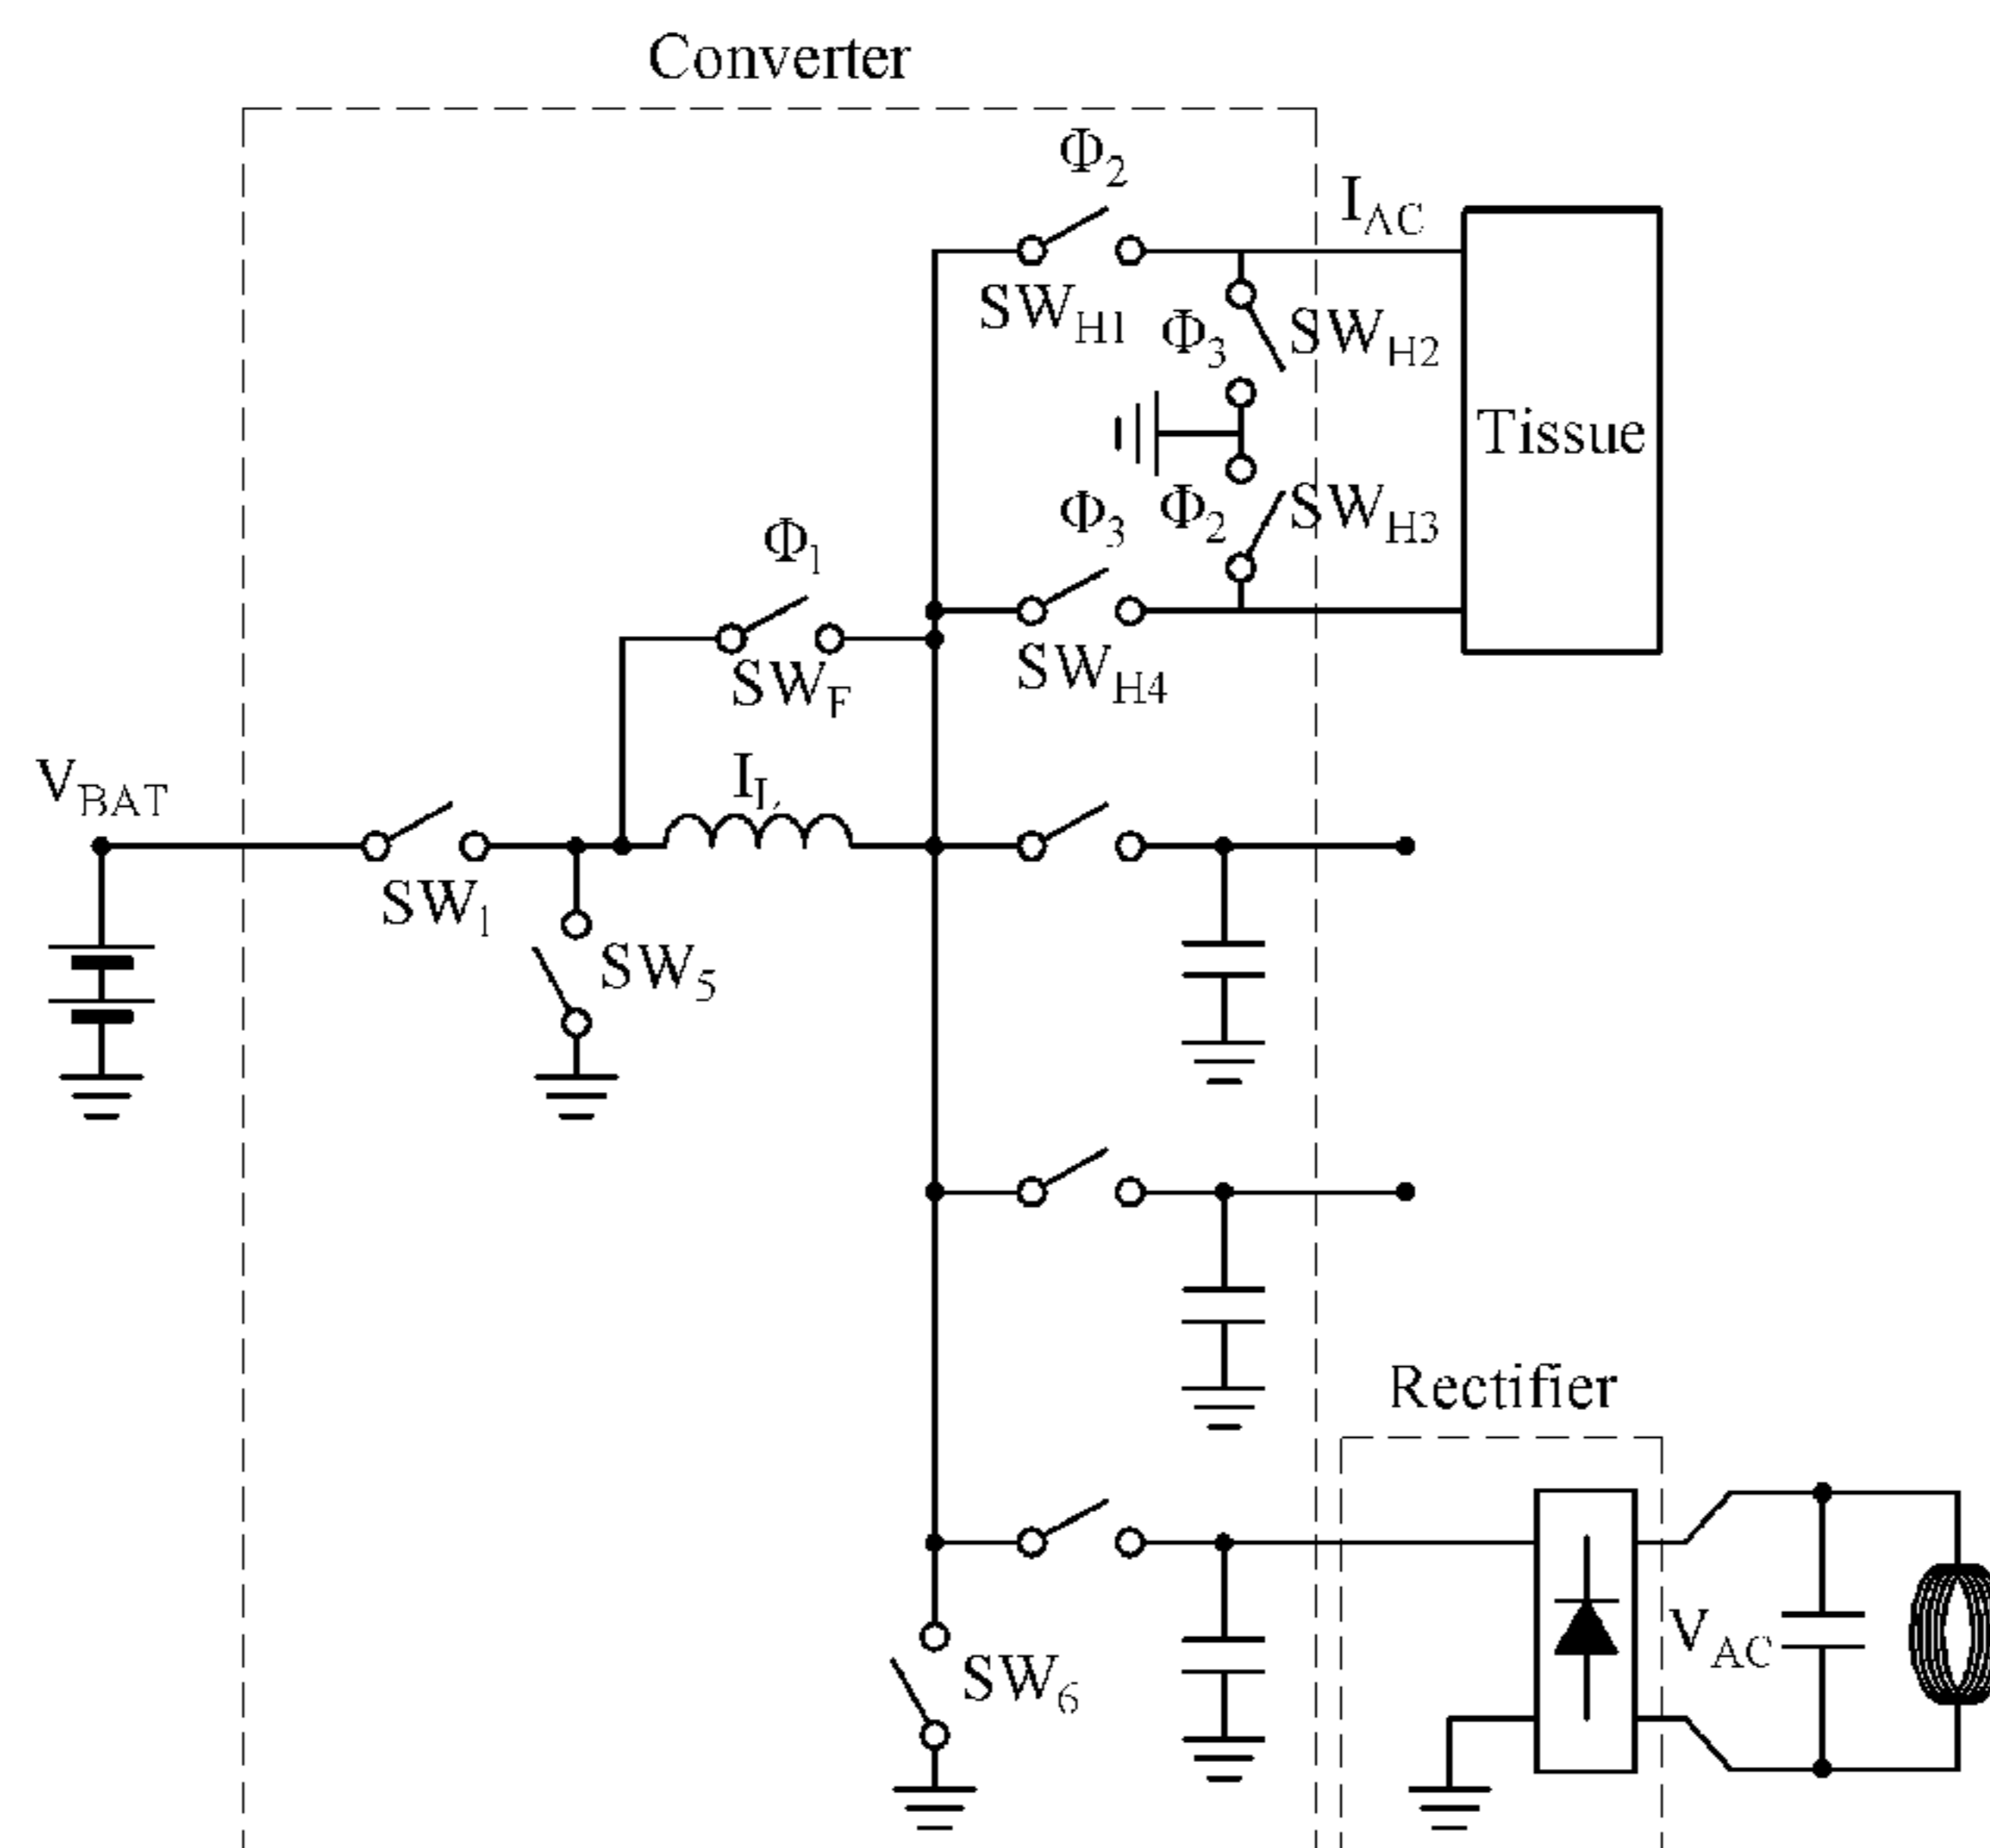 Converter
Φ2
IAC
SWH1
Φ3
SWH2
Tissue
Φ3
Φ2
SWH3
Φ1
SWH4
SWF
VBAT
IL
SW1
SW5
Rectifier
VAC
SW6